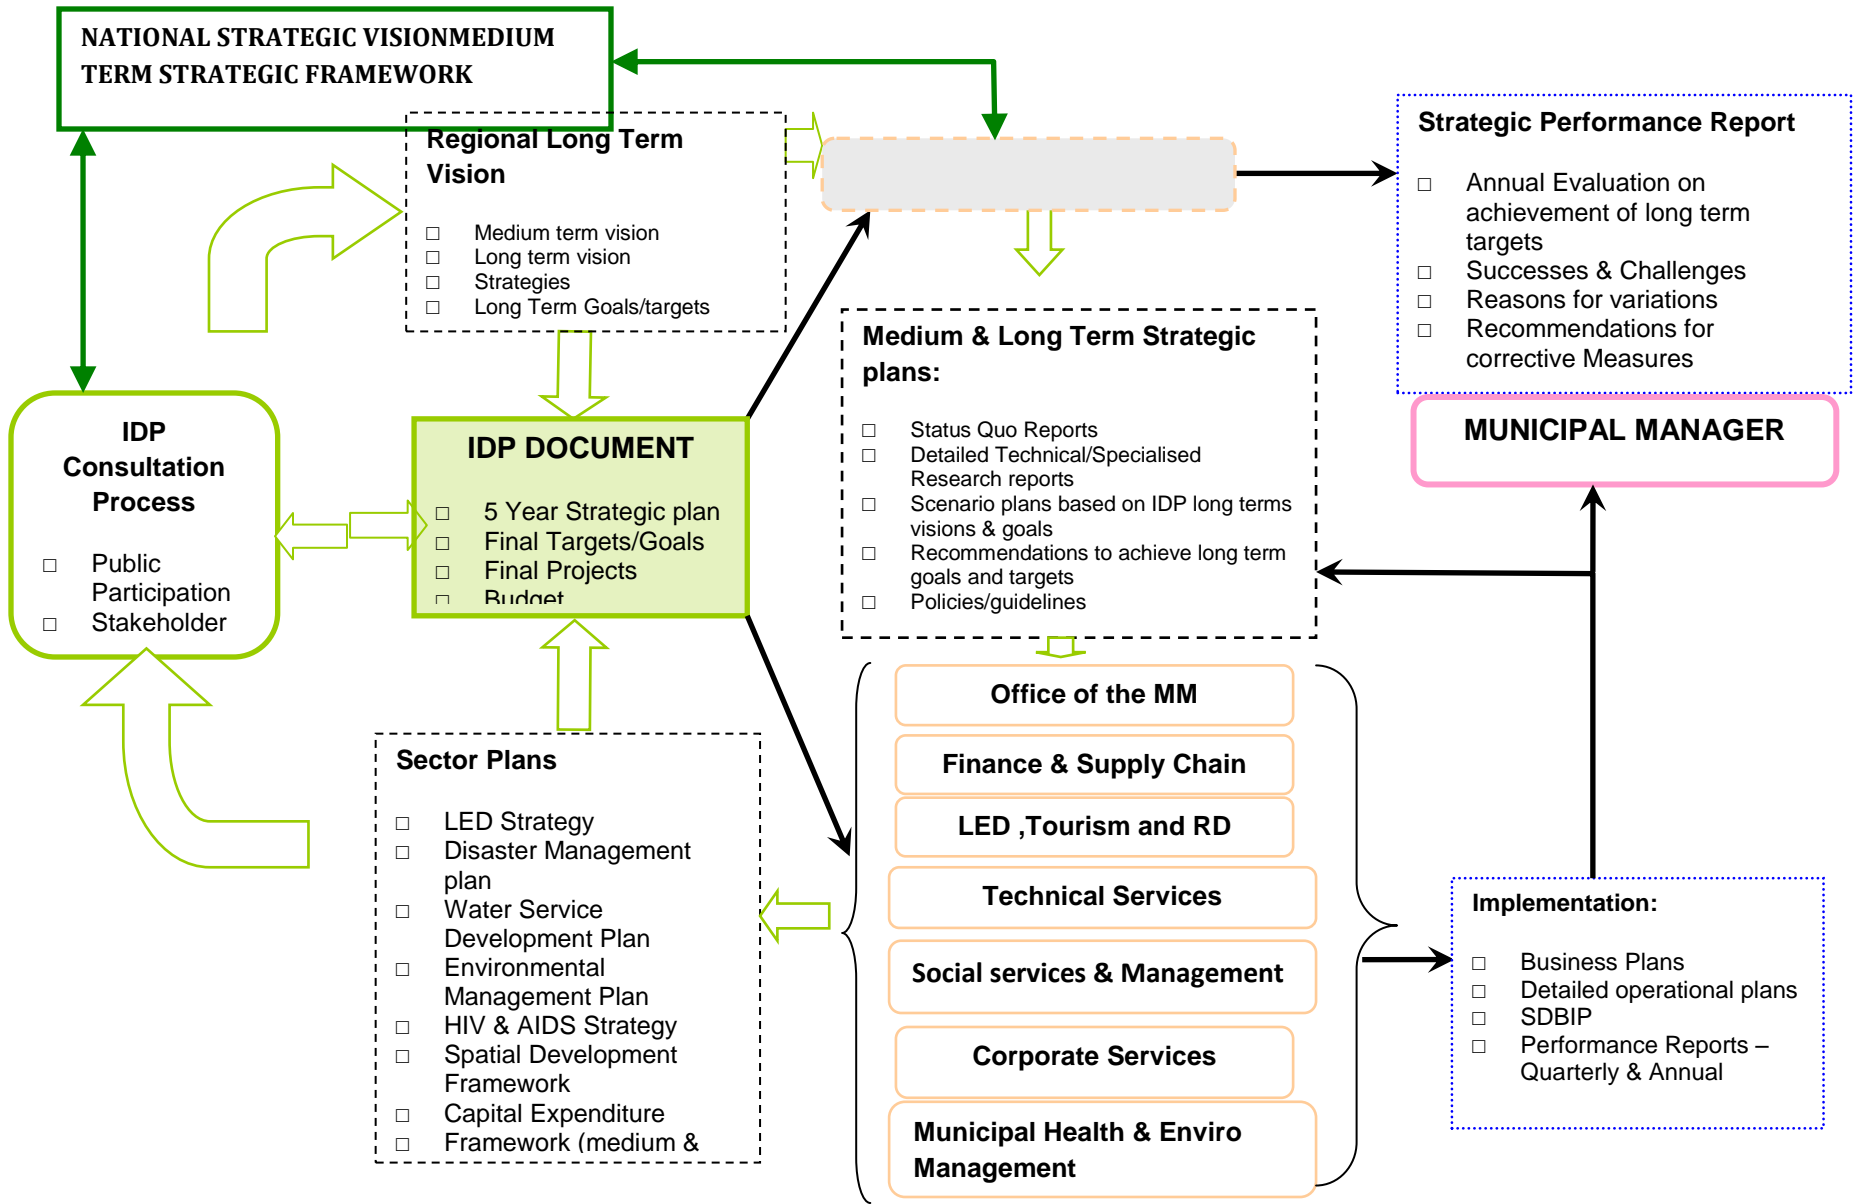 NATIONAL STRATEGIC VISIONMEDIUM
TERM STRATEGIC FRAMEWORK
Regional Long Term
Vision
□ Medium term vision
□ Long term vision
□ Strategies
□ Long Term Goals/targets
Strategic Performance Report
□ Annual Evaluation on
achievement of long term
targets
□ Successes & Challenges
□ Reasons for variations
□ Recommendations for
corrective Measures
MUNICIPAL MANAGER
IDP
Consultation
Process
□ Public
Participation
□ Stakeholder
IDP DOCUMENT
□ 5 Year Strategic plan
□ Final Targets/Goals
□ Final Projects
□ Budget
Medium & Long Term Strategic
plans:
□ Status Quo Reports
□ Detailed Technical/Specialised
Research reports
□ Scenario plans based on IDP long terms
visions & goals
□ Recommendations to achieve long term
goals and targets
□ Policies/guidelines
Sector Plans
□ LED Strategy
□ Disaster Management
plan
□ Water Service
Development Plan
□ Environmental
Management Plan
□ HIV & AIDS Strategy
□ Spatial Development
Framework
□ Capital Expenditure
□ Framework (medium &
Office of the MM
Finance & Supply Chain
LED ,Tourism and RD
Technical Services
Social services & Management
Corporate Services
Municipal Health & Enviro
Management
Implementation:
□ Business Plans
□ Detailed operational plans
□ SDBIP
□ Performance Reports –
Quarterly & Annual